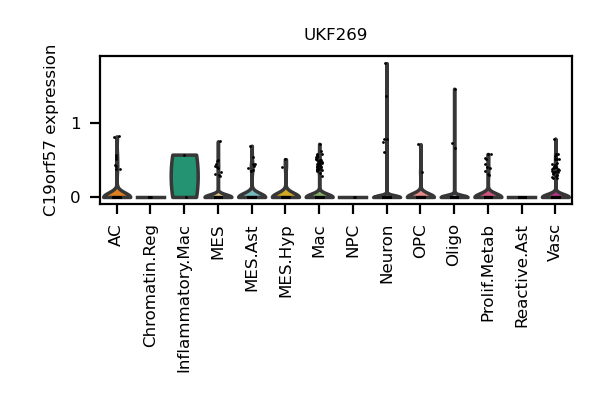 UKF269
C19orf57 expression
1
0
AC
Chromatin.Reg
Inflammatory.Mac
MES
MES.Ast
MES.Hyp
Mac
NPC
Neuron
OPC
Oligo
Prolif.Metab
Reactive.Ast
Vasc